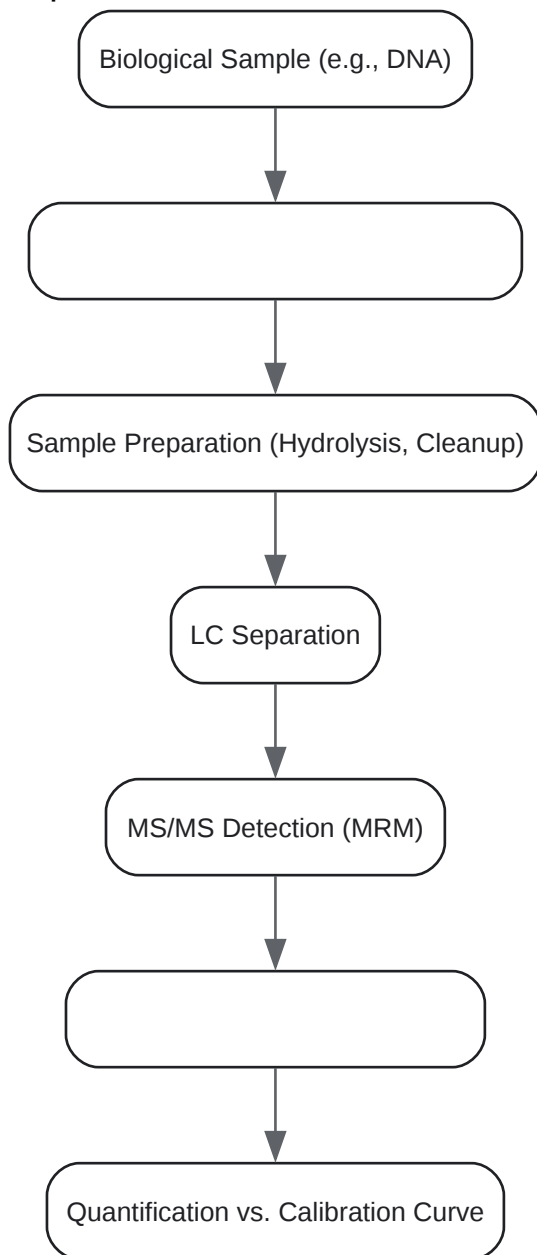 Biological Sample (e.g., DNA)
Sample Preparation (Hydrolysis, Cleanup)
LC Separation
MS/MS Detection (MRM)
Quantification vs. Calibration Curve